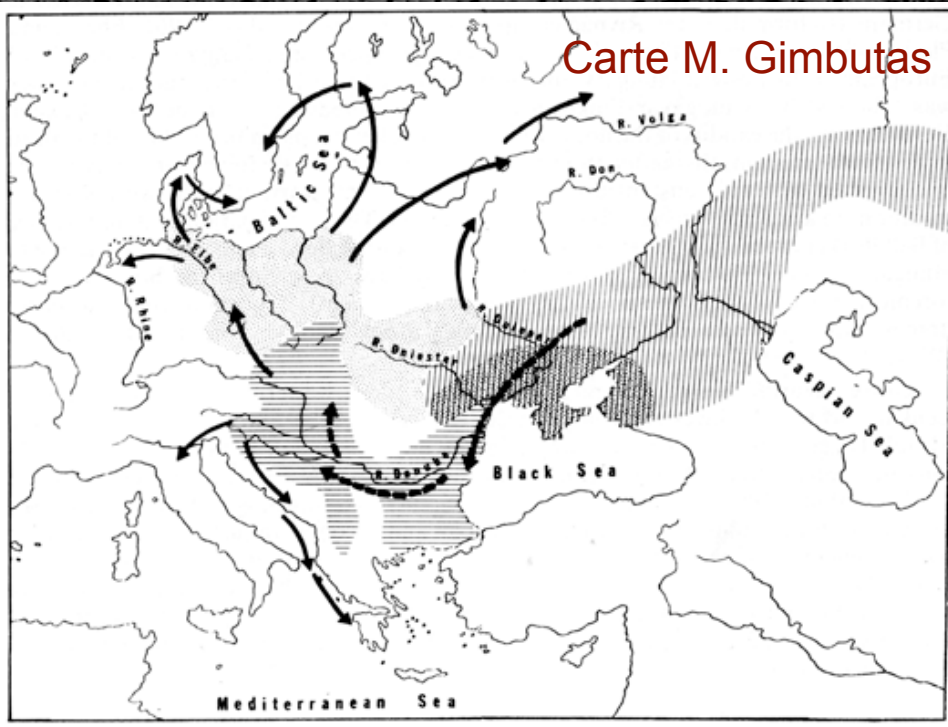 Carte M. Gimbutas
R. Volga
R. Don
Baltic Sea
R. Elbe
R. Rhine
R. Dnieper
R. Dniester
Caspian Sea
R. Danube
Black Sea
Mediterranean Sea